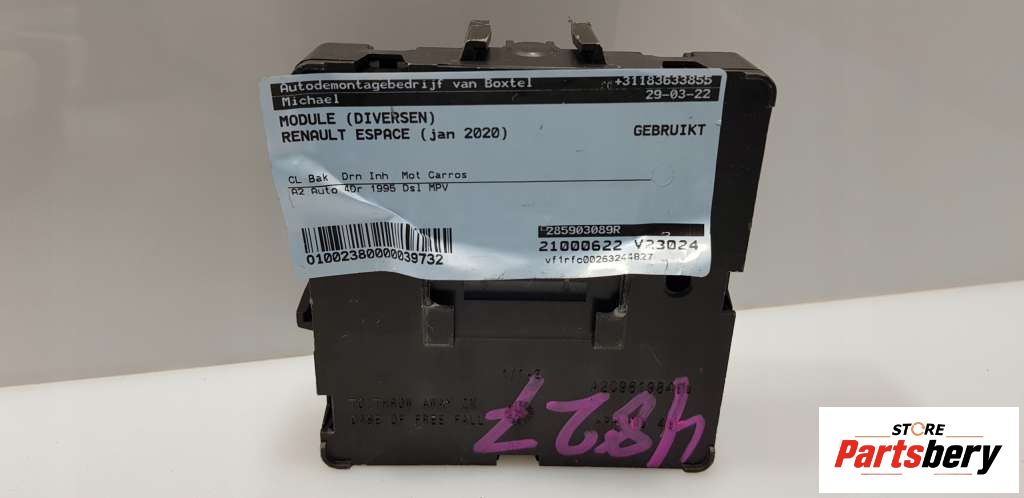 Autodemontagebedrijf van Boxtel +31183633855
Michael 29-03-22
MODULE (DIVERSEN)
RENAULT ESPACE (jan 2020) GEBRUIKT
CL Bak Drn Inh Mot Carros
A2 Auto 4Dr 1995 Dsl MPV
285903089R
21000622 V23024
vf1rfc00263244827
01002380000039732
TO THROW AWAY IN
CASE OF FREE FALL
4827
STORE
Partsbery